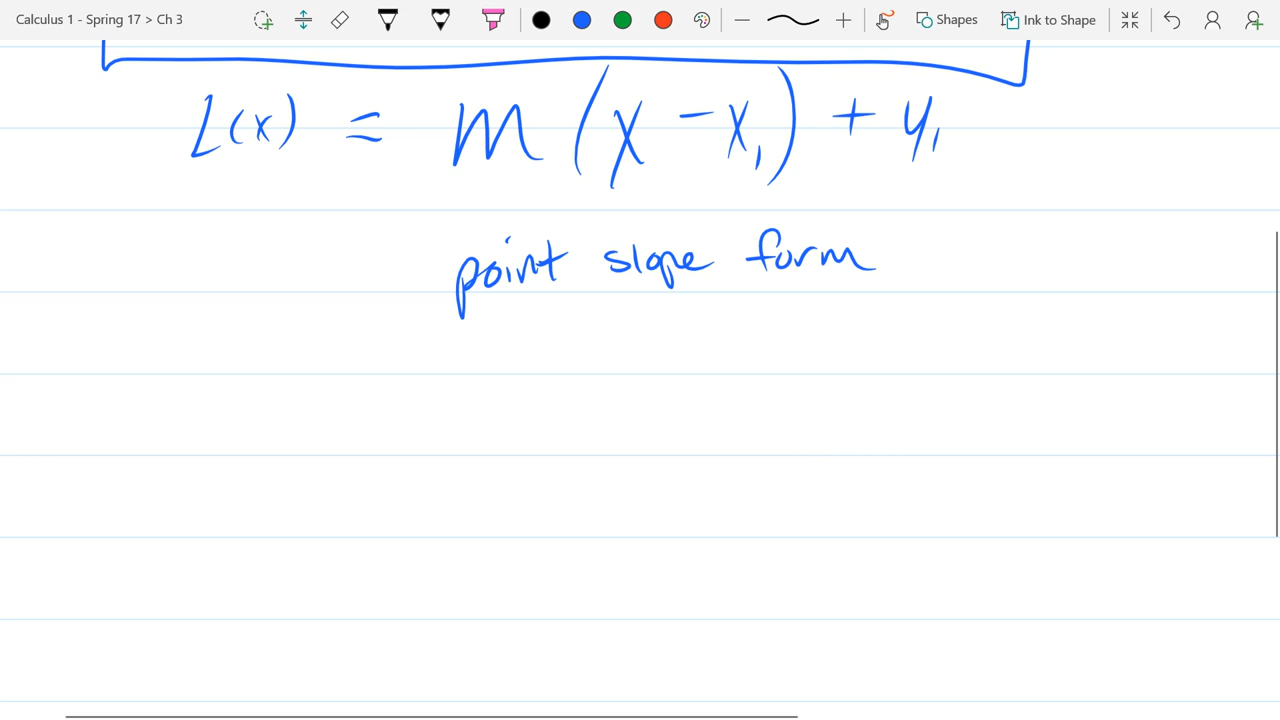 Calculus 1 - Spring 17 > Ch 3 Shapes Ink to Shape
L(x) = m(x - x₁) + y₁
point slope form